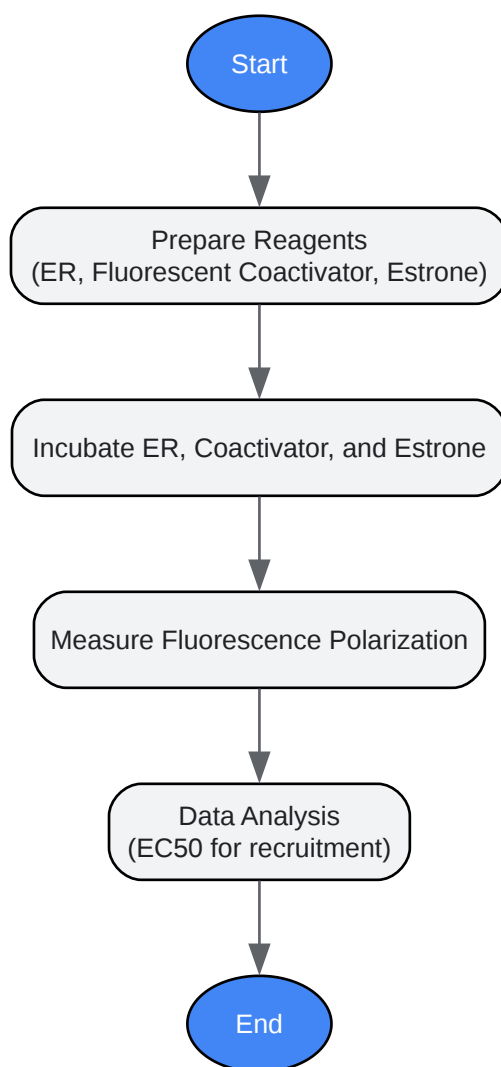 Start
Prepare Reagents
(ER, Fluorescent Coactivator, Estrone)
Incubate ER, Coactivator, and Estrone
Measure Fluorescence Polarization
Data Analysis
(EC50 for recruitment)
End